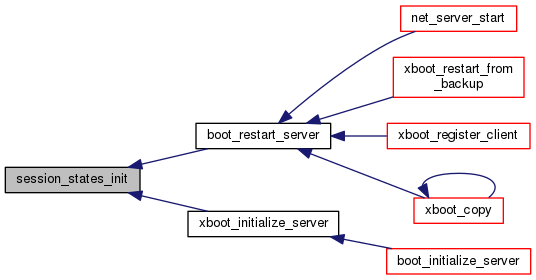 net_server_start
xboot_restart_from
_backup
boot_restart_server
xboot_register_client
session_states_init
xboot_copy
xboot_initialize_server
boot_initialize_server